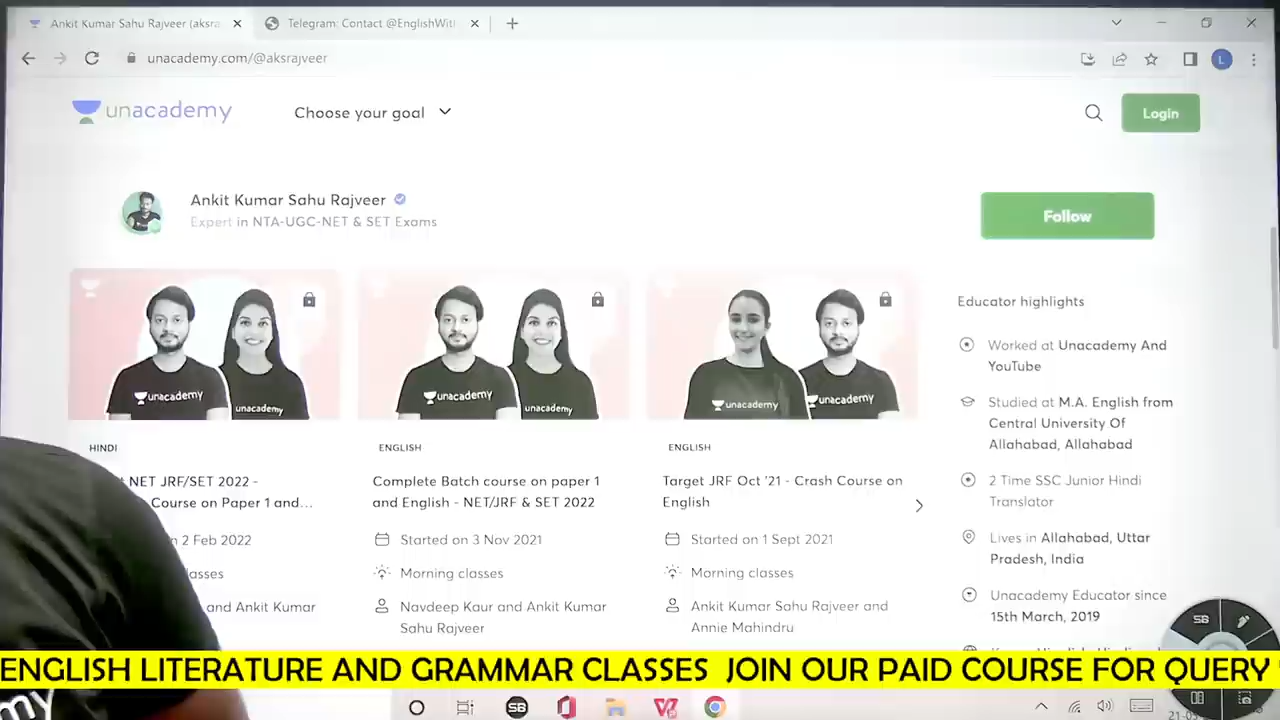 Ankit Kumar Sahu Rajveer (aksra
Telegram: Contact @EnglishWith
unacademy.com/@aksrajveer
L
unacademy
Choose your goal
Login
Ankit Kumar Sahu Rajveer
Expert in NTA-UGC-NET & SET Exams
Follow
unacademy
unacademy
unacademy
unacademy
unacademy
unacademy
HINDI
NET JRF/SET 2022 -
Course on Paper 1 and...
n 2 Feb 2022
lasses
and Ankit Kumar
ENGLISH
Complete Batch course on paper 1
and English - NET/JRF & SET 2022
Started on 3 Nov 2021
Morning classes
Navdeep Kaur and Ankit Kumar
Sahu Rajveer
ENGLISH
Target JRF Oct '21 - Crash Course on
English
Started on 1 Sept 2021
Morning classes
Ankit Kumar Sahu Rajveer and
Annie Mahindru
Educator highlights
Worked at Unacademy And
YouTube
Studied at M.A. English from
Central University Of
Allahabad, Allahabad
2 Time SSC Junior Hindi
Translator
Lives in Allahabad, Uttar
Pradesh, India
Unacademy Educator since
15th March, 2019
SB
ENGLISH LITERATURE AND GRAMMAR CLASSES JOIN OUR PAID COURSE FOR QUERY
my
SB